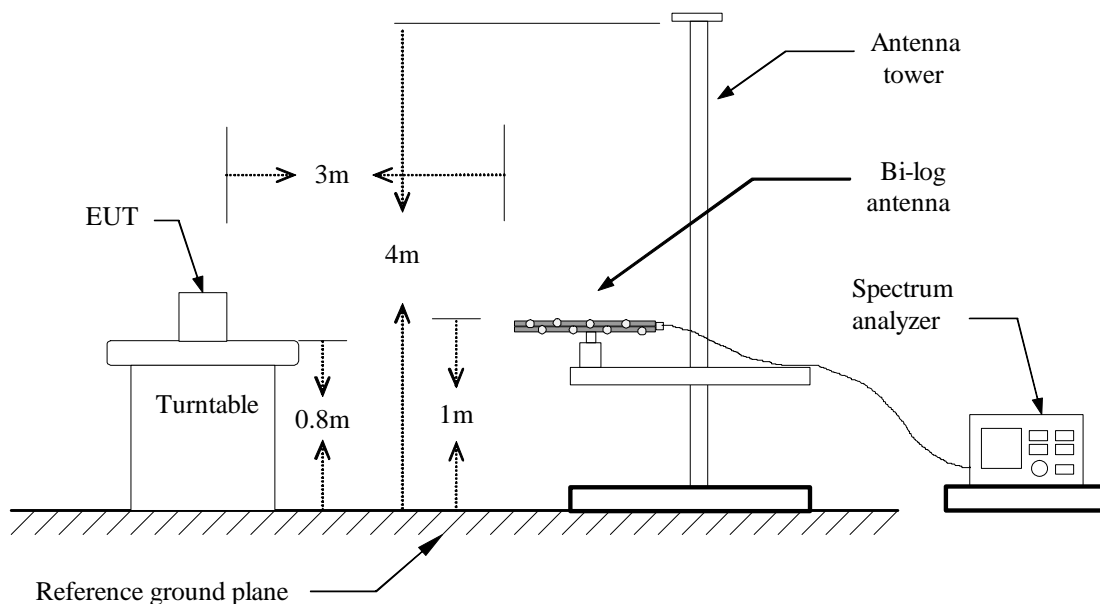 Antenna
tower
3m
Bi-log
antenna
EUT
4m
Spectrum
analyzer
Turntable
0.8m
1m
Reference ground plane